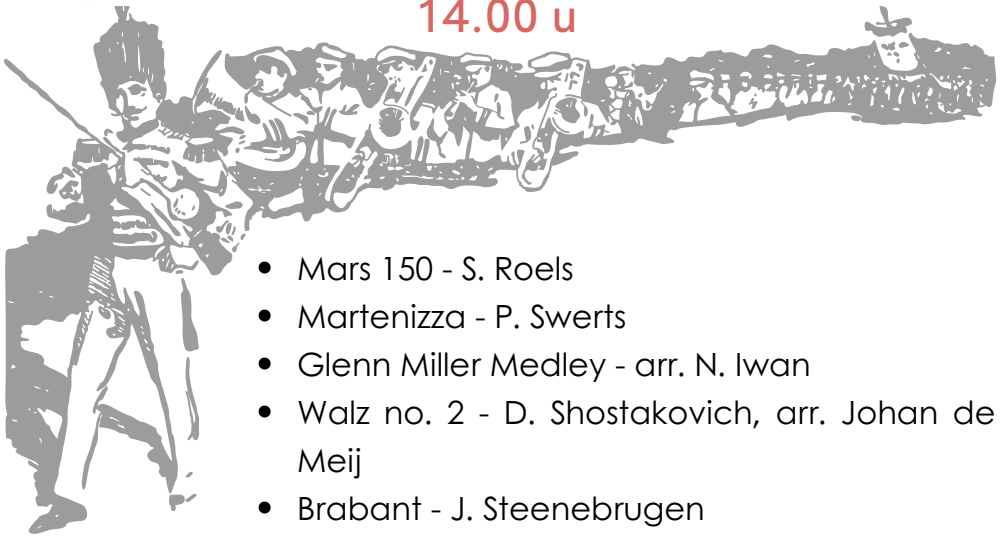 14.00 u
• Mars 150 - S. Roels
• Martenizza - P. Swerts
• Glenn Miller Medley - arr. N. Iwan
• Walz no. 2 - D. Shostakovich, arr. Johan de
Meij
• Brabant - J. Steenebrugen